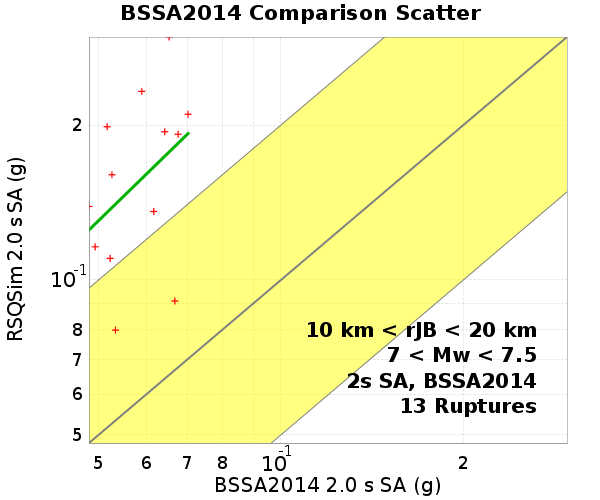 BSSA2014 Comparison Scatter
RSQSim 2.0 s SA (g)
2
10^-1
8
7
6
5
10 km < rJB < 20 km
7 < Mw < 7.5
2s SA, BSSA2014
13 Ruptures
5 6 7 8 10^-1 2
BSSA2014 2.0 s SA (g)